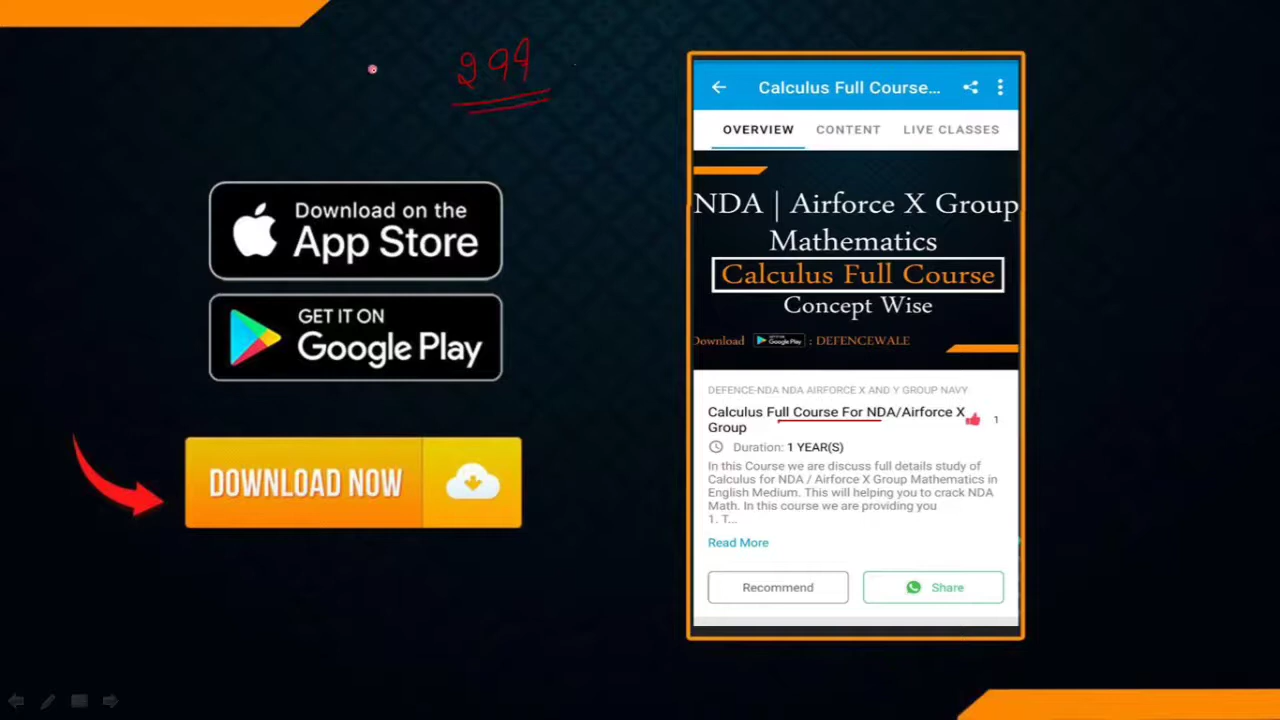 299
Download on the
App Store
GET IT ON
Google Play
DOWNLOAD NOW
Calculus Full Course...
OVERVIEW CONTENT LIVE CLASSES
NDA | Airforce X Group
Mathematics
Calculus Full Course
Concept Wise
Download Google Play : DEFENCEWALE
DEFENCE-NDA NDA AIRFORCE X AND Y GROUP NAVY
Calculus Full Course For NDA/Airforce X
Group
1
Duration: 1 YEAR(S)
In this Course we are discuss full details study of
Calculus for NDA / Airforce X Group Mathematics in
English Medium. This will helping you to crack NDA
Math. In this course we are providing you
1. T...
Read More
Recommend Share